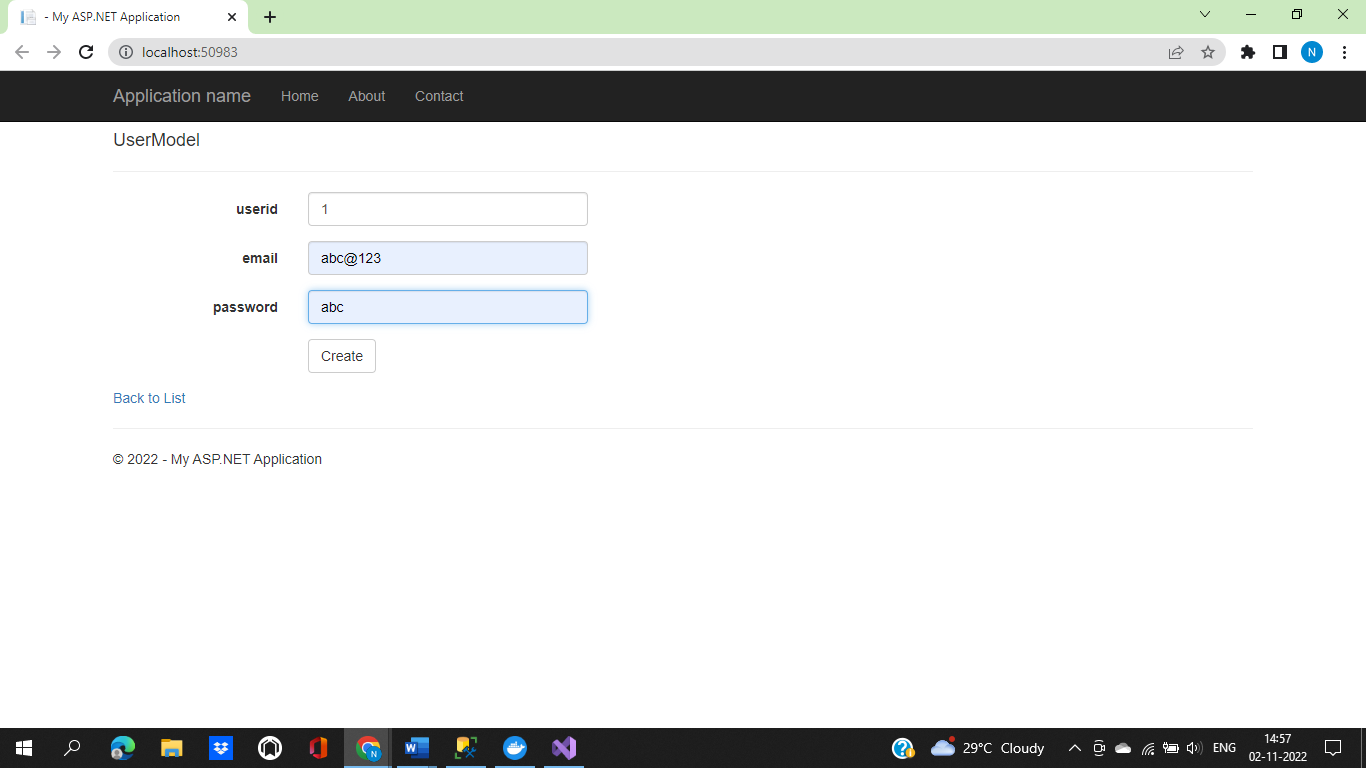 - My ASP.NET Application
localhost:50983
N
Application name Home About Contact
UserModel
userid 1
email abc@123
password abc
Create
Back to List
© 2022 - My ASP.NET Application
29°C Cloudy ENG 14:57
02-11-2022